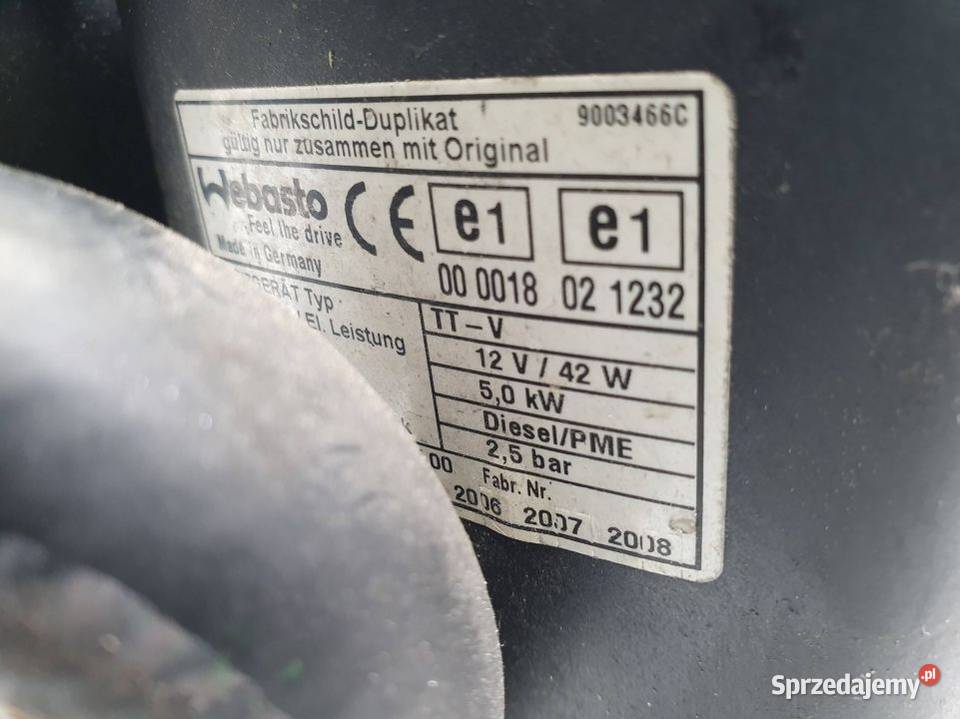 Fabrikschild-Duplikat 9003466C
gültig nur zusammen mit Original
Webasto
Feel the drive
Made in Germany
CE e1 e1
00 0018 02 1232
Typ TT-V
El. Leistung 12 V / 42 W
5,0 kW
Diesel/PME
2,5 bar
00 Fabr. Nr.
2006 2007 2008
Sprzedajemy.pl